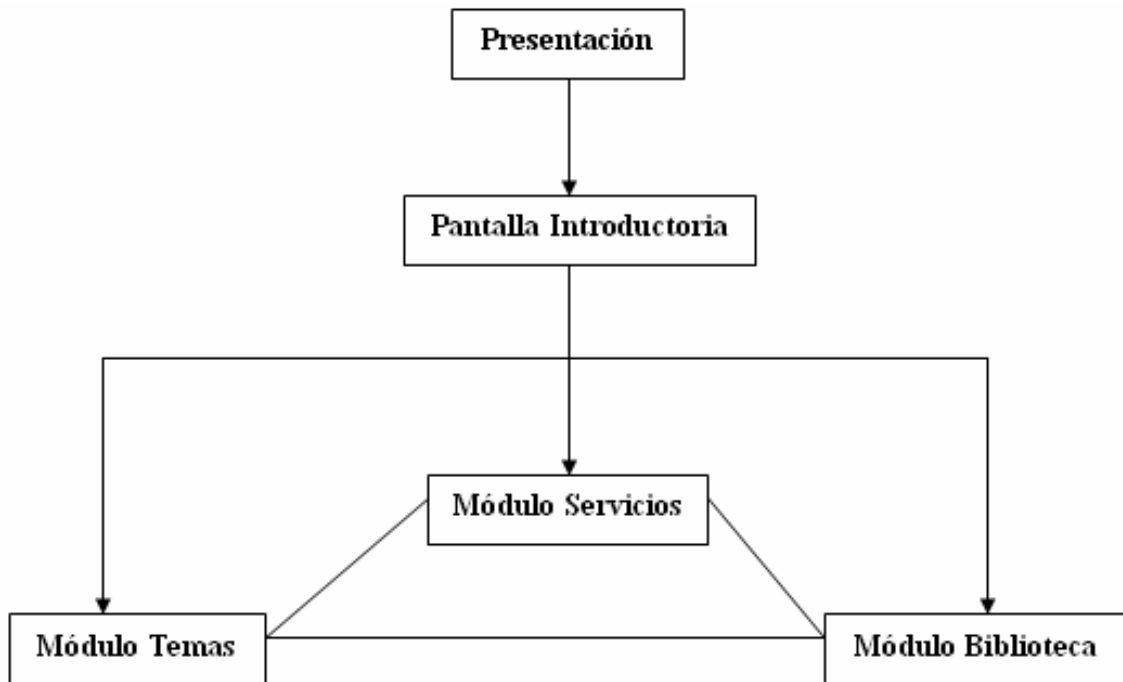 Presentación
Pantalla Introductoria
Módulo Servicios
Módulo Temas
Módulo Biblioteca